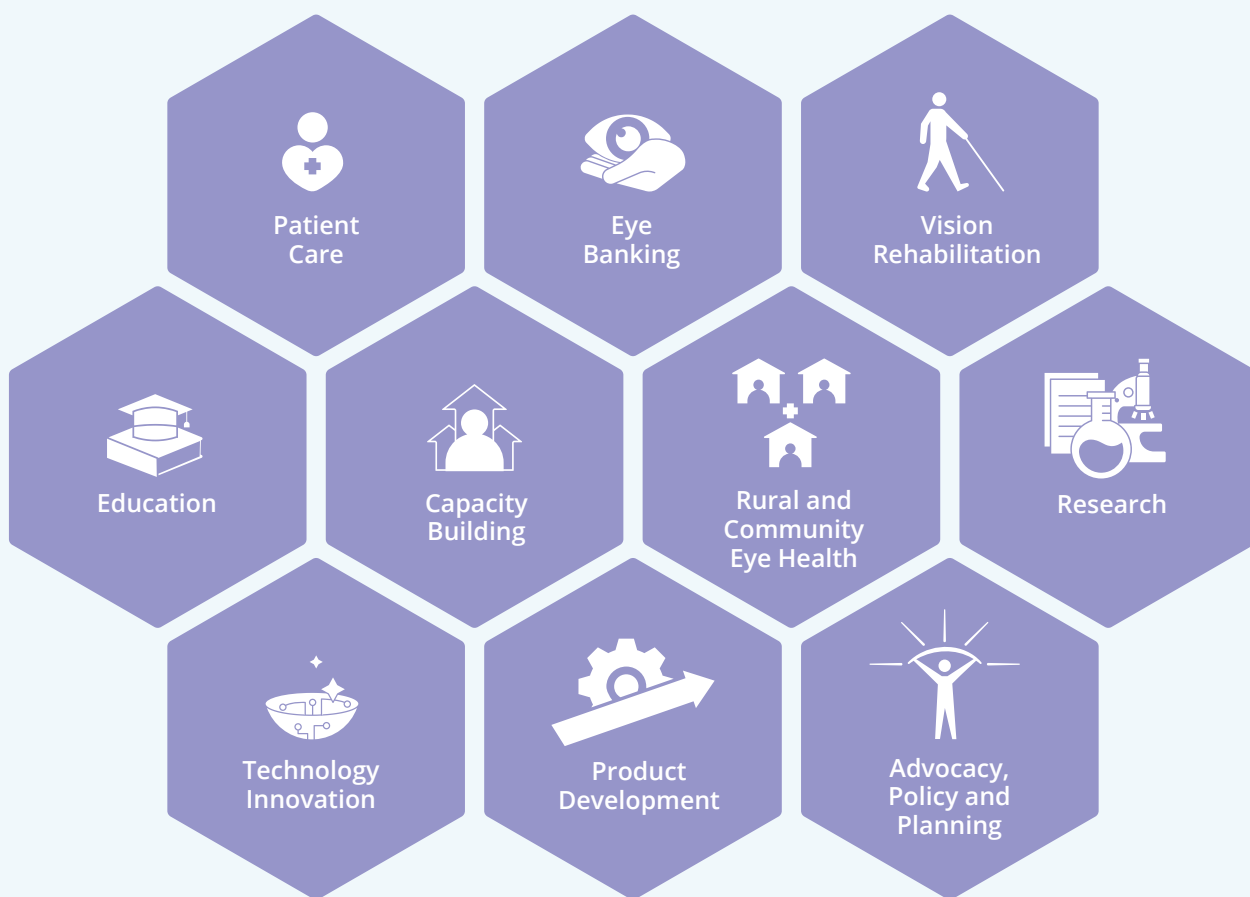 Patient
Care
Eye
Banking
Vision
Rehabilitation
Education
Capacity
Building
Rural and
Community
Eye Health
Research
Technology
Innovation
Product
Development
Advocacy,
Policy and
Planning